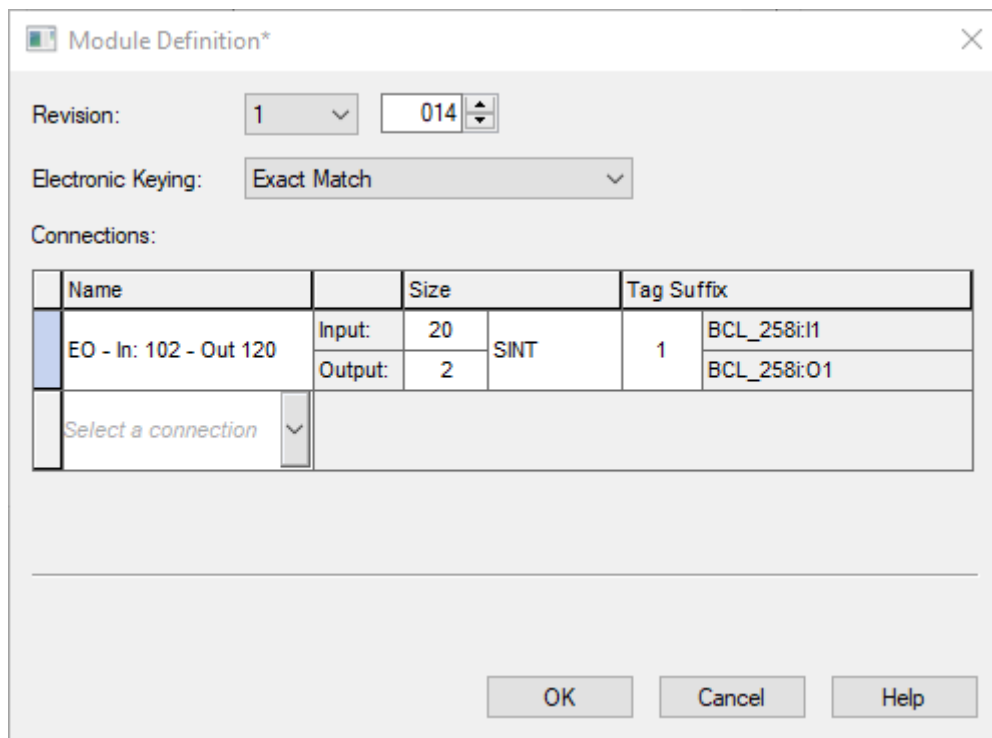 Module Definition*
Revision: 1 014
Electronic Keying: Exact Match
Connections:
Name Size Tag Suffix
EO - In: 102 - Out 120 Input: 20 SINT 1 BCL_258i:I1
Output: 2 BCL_258i:O1
Select a connection
OK Cancel Help